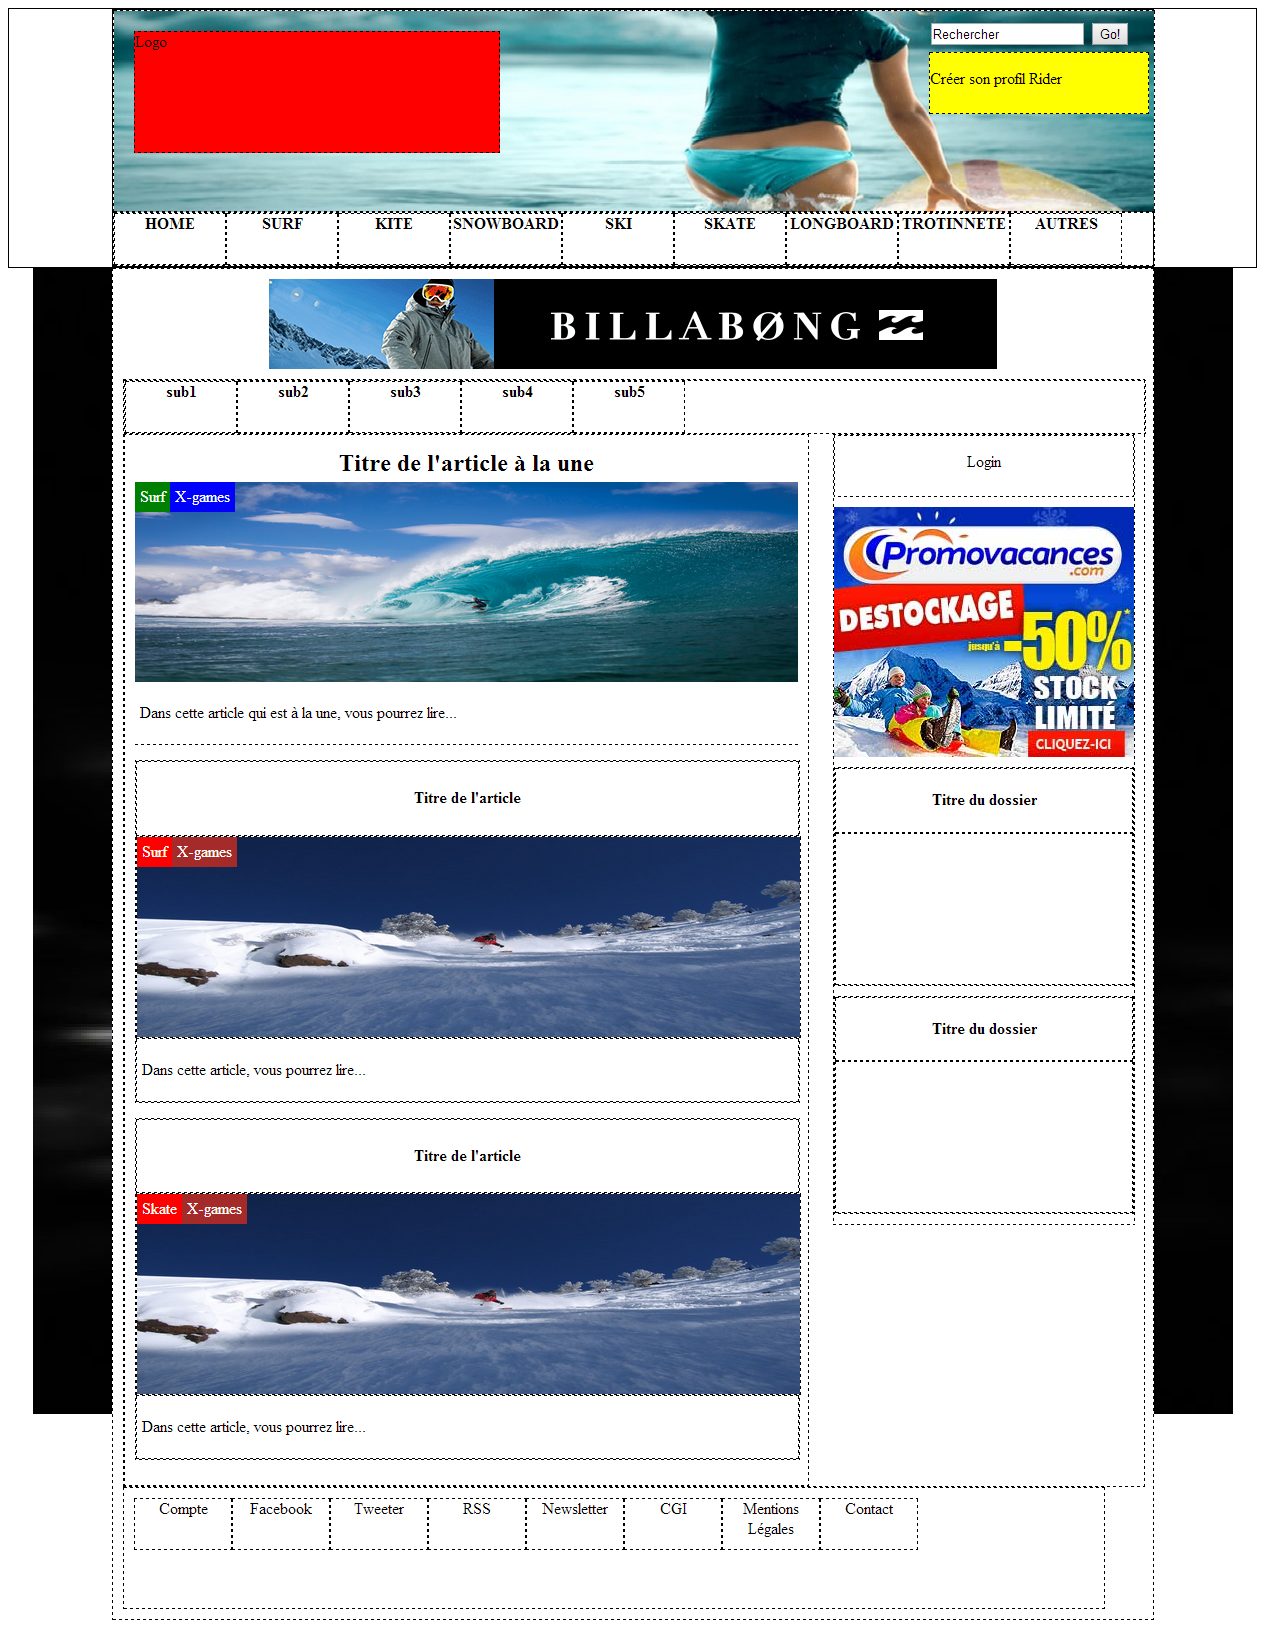 Logo
Rechercher Go!
Créer son profil Rider
HOME SURF KITE SNOWBOARD SKI SKATE LONGBOARD TROTINNETE AUTRES
BILLABØNG
sub1 sub2 sub3 sub4 sub5
Titre de l'article à la une
Surf X-games
Dans cette article qui est à la une, vous pourrez lire...
Titre de l'article
Surf X-games
Dans cette article, vous pourrez lire...
Titre de l'article
Skate X-games
Dans cette article, vous pourrez lire...
Login
Promovacances
.com
DESTOCKAGE
jusqu'à -50%*
STOCK
LIMITÉ
CLIQUEZ-ICI
Titre du dossier
Titre du dossier
Compte Facebook Tweeter RSS Newsletter CGI Mentions Légales Contact